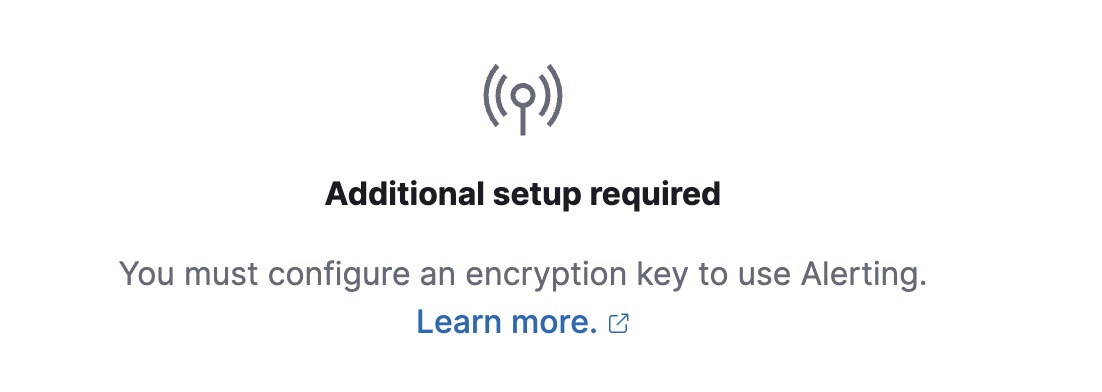 Additional setup required
You must configure an encryption key to use Alerting.
Learn more.